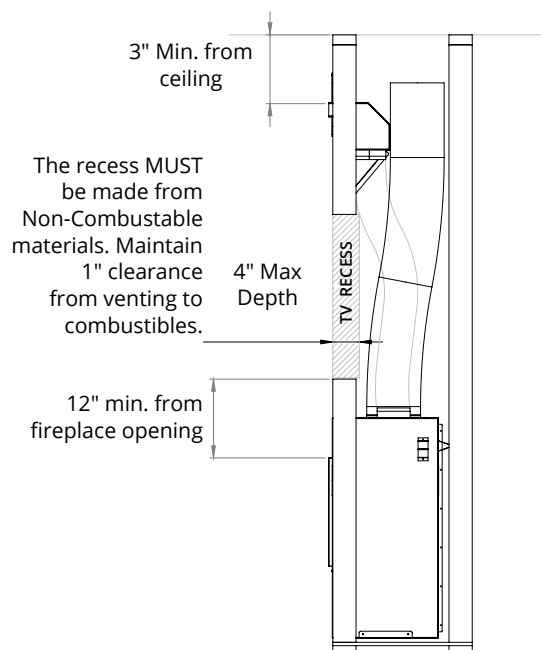 3" Min. from
ceiling
The recess MUST
be made from
Non-Combustable
materials. Maintain
1" clearance
from venting to
combustibles.
4" Max
Depth
TV RECESS
12" min. from
fireplace opening